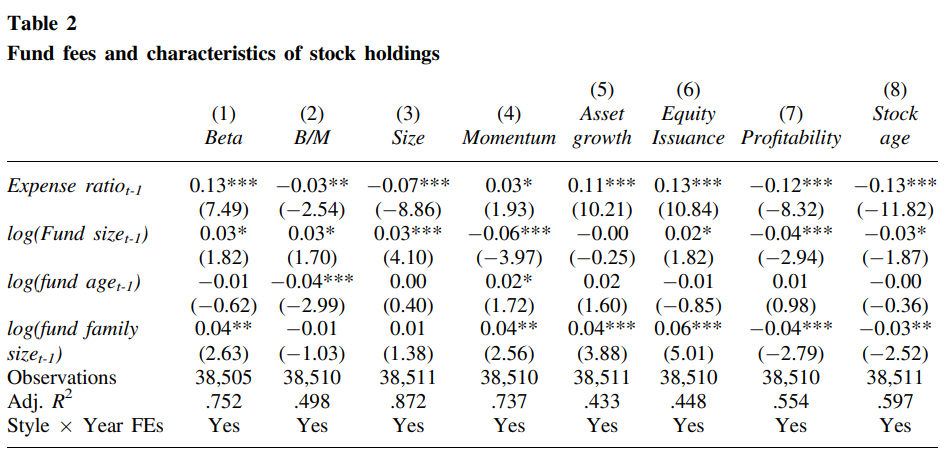 Table 2
Fund fees and characteristics of stock holdings
(5) (6) (8)
(1) (2) (3) (4) Asset Equity (7) Stock
Beta B/M Size Momentum growth Issuance Profitability age
Expense ratio_{t-1} 0.13*** −0.03** −0.07*** 0.03* 0.11*** 0.13*** −0.12*** −0.13***
(7.49) (−2.54) (−8.86) (1.93) (10.21) (10.84) (−8.32) (−11.82)
log(Fund size_{t-1}) 0.03* 0.03* 0.03*** −0.06*** −0.00 0.02* −0.04*** −0.03*
(1.82) (1.70) (4.10) (−3.97) (−0.25) (1.82) (−2.94) (−1.87)
log(fund age_{t-1}) −0.01 −0.04*** 0.00 0.02* 0.02 −0.01 0.01 −0.00
(−0.62) (−2.99) (0.40) (1.72) (1.60) (−0.85) (0.98) (−0.36)
log(fund family 0.04** −0.01 0.01 0.04** 0.04*** 0.06*** −0.04*** −0.03**
size_{t-1}) (2.63) (−1.03) (1.38) (2.56) (3.88) (5.01) (−2.79) (−2.52)
Observations 38,505 38,510 38,511 38,510 38,511 38,510 38,510 38,511
Adj. R² .752 .498 .872 .737 .433 .448 .554 .597
Style × Year FEs Yes Yes Yes Yes Yes Yes Yes Yes